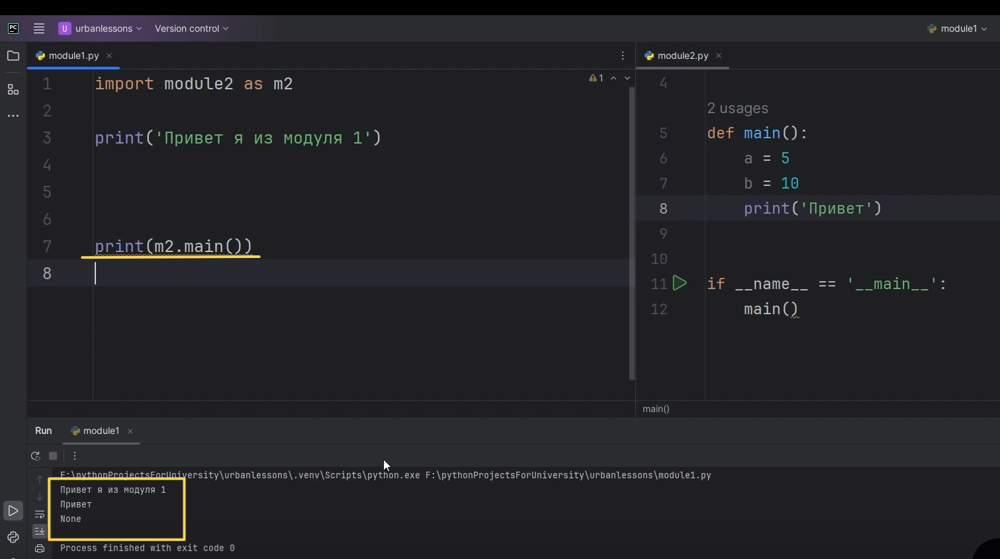 PC
U urbanlessons Version control module1
module1.py
1
1 import module2 as m2
2
3 print('Привет я из модуля 1')
4
5
6
7 print(m2.main())
8
module2.py
4
2 usages
5 def main():
6     a = 5
7     b = 10
8     print('Привет')
9
10
11 if __name__ == '__main__':
12     main()
main()
Run module1
F:\pythonProjectsForUniversity\urbanlessons\.venv\Scripts\python.exe F:\pythonProjectsForUniversity\urbanlessons\module1.py
Привет я из модуля 1
Привет
None
Process finished with exit code 0